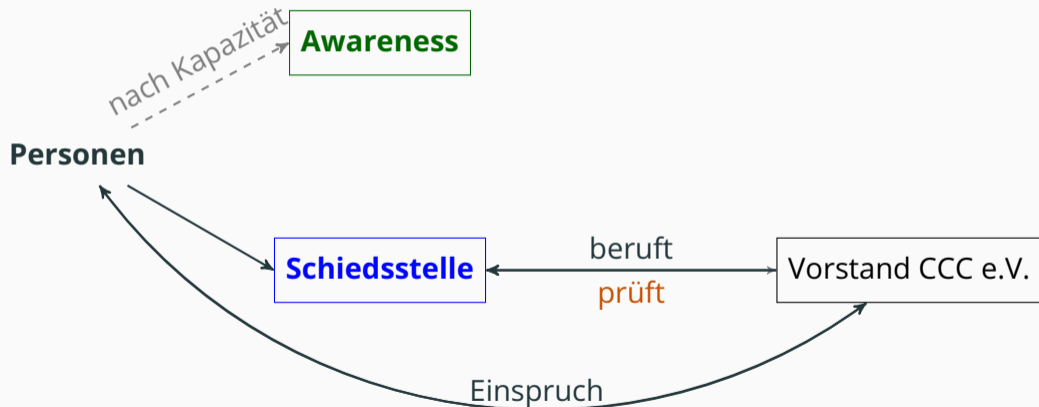 nach Kapazität
Awareness
Personen
beruft
Schiedsstelle
Vorstand CCC e.V.
prüft
Einspruch